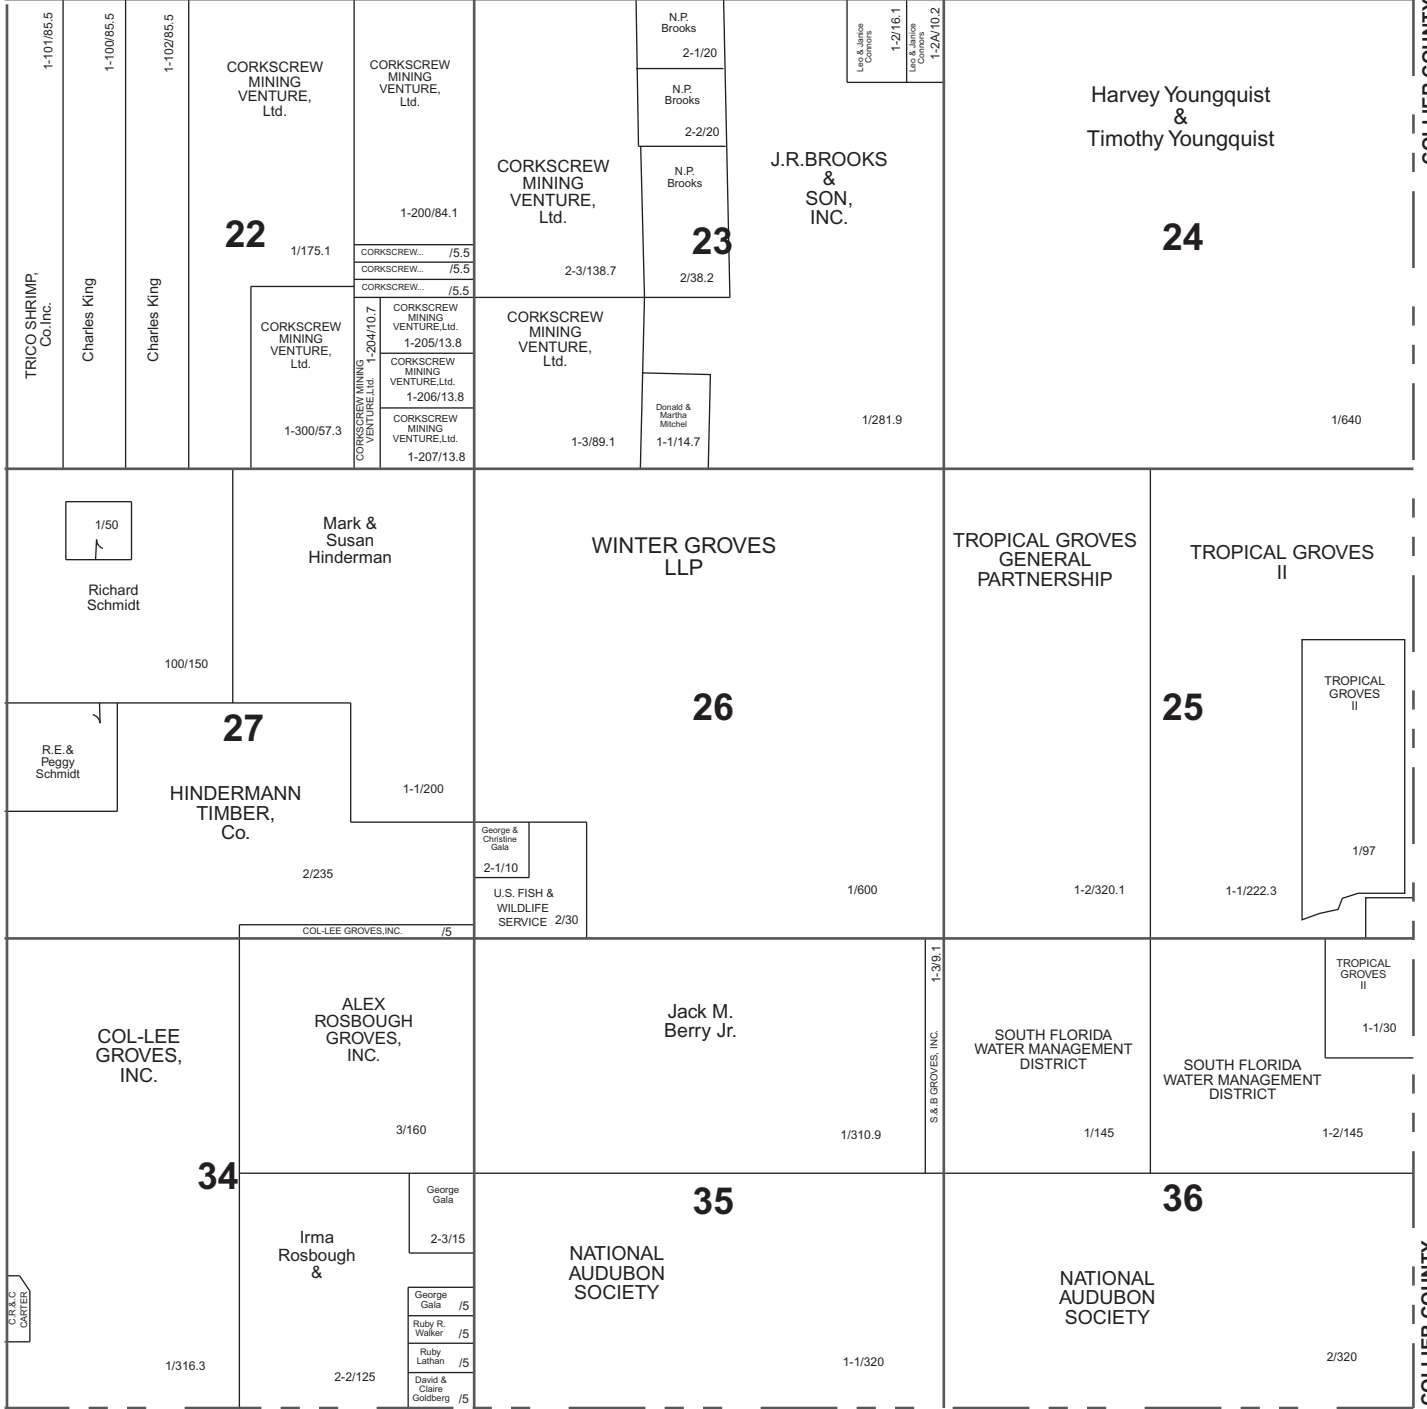 1-101/85.5
TRICO SHRIMP,
Co.Inc.
1-100/85.5
Charles King
1-102/85.5
Charles King
CORKSCREW
MINING
VENTURE,
Ltd.
22
1/175.1
CORKSCREW
MINING
VENTURE,
Ltd.
1-200/84.1
CORKSCREW... /5.5
CORKSCREW... /5.5
CORKSCREW... /5.5
CORKSCREW
MINING
VENTURE,
Ltd.
1-300/57.3
CORKSCREW MINING
VENTURE,Ltd. 1-204/10.7
CORKSCREW
MINING
VENTURE,Ltd.
1-205/13.8
CORKSCREW
MINING
VENTURE,Ltd.
1-206/13.8
CORKSCREW
MINING
VENTURE,Ltd.
1-207/13.8
CORKSCREW
MINING
VENTURE,
Ltd.
2-3/138.7
N.P.
Brooks
2-1/20
N.P.
Brooks
2-2/20
N.P.
Brooks
23
2/38.2
J.R.BROOKS
&
SON,
INC.
Leo & Janice
Connors
1-2/16.1
Leo & Janice
Connors
1-2A/10.2
CORKSCREW
MINING
VENTURE,
Ltd.
1-3/89.1
Donald &
Martha
Mitchel
1-1/14.7
1/281.9
Harvey Youngquist
&
Timothy Youngquist
24
1/640
COLLIER COUNTY
1/50
Richard
Schmidt
100/150
Mark &
Susan
Hinderman
27
R.E.&
Peggy
Schmidt
HINDERMANN
TIMBER,
Co.
1-1/200
2/235
COL-LEE GROVES,INC. /5
WINTER GROVES
LLP
26
George &
Christine
Gala
2-1/10
U.S. FISH &
WILDLIFE
SERVICE 2/30
1/600
TROPICAL GROVES
GENERAL
PARTNERSHIP
1-2/320.1
TROPICAL GROVES
II
25
TROPICAL
GROVES
II
1/97
1-1/222.3
COL-LEE
GROVES,
INC.
ALEX
ROSBOUGH
GROVES,
INC.
3/160
34
Irma
Rosbough
&
George
Gala
2-3/15
C.R.& C
CARTER
1/316.3
2-2/125
George
Gala /5
Ruby R.
Walker /5
Ruby
Lathan /5
David &
Claire
Goldberg /5
Jack M.
Berry Jr.
1/310.9
S.&.B GROVES, INC. 1-3/9.1
35
NATIONAL
AUDUBON
SOCIETY
1-1/320
SOUTH FLORIDA
WATER MANAGEMENT
DISTRICT
1/145
SOUTH FLORIDA
WATER MANAGEMENT
DISTRICT
1-2/145
TROPICAL
GROVES
II
1-1/30
36
NATIONAL
AUDUBON
SOCIETY
2/320
COLLIER COUNTY